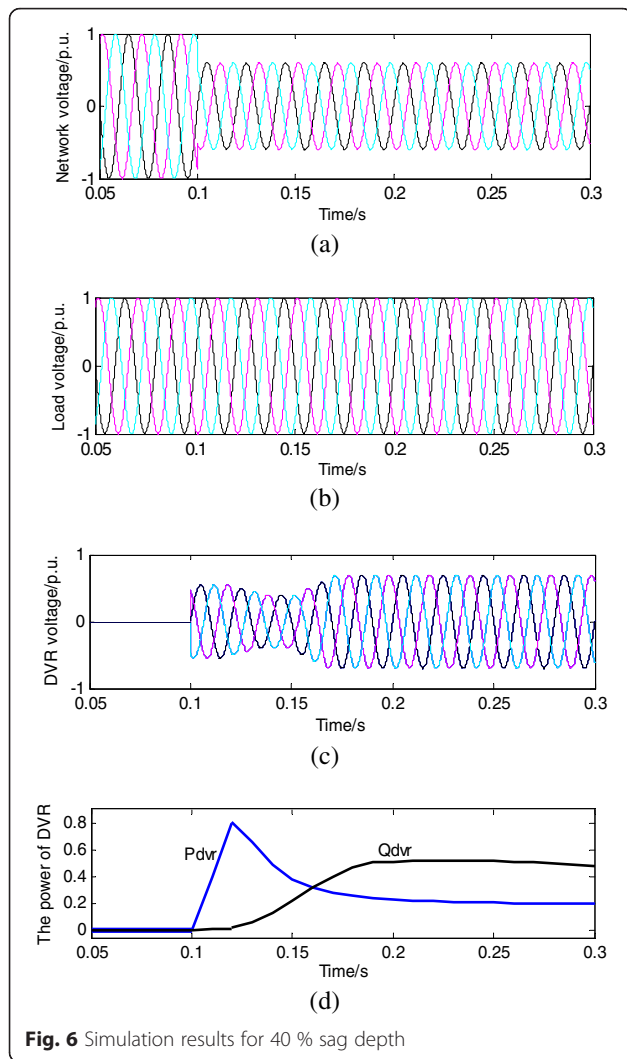 Network voltage/p.u.
1
0
-1
0.05 0.1 0.15 0.2 0.25 0.3
Time/s
(a)
Load voltage/p.u.
1
0
-1
0.05 0.1 0.15 0.2 0.25 0.3
Time/s
(b)
DVR voltage/p.u.
1
0
-1
0.05 0.1 0.15 0.2 0.25 0.3
Time/s
(c)
The power of DVR
0.8
0.6
0.4
0.2
0
Pdvr
Qdvr
0.05 0.1 0.15 0.2 0.25 0.3
Time/s
(d)
Fig. 6 Simulation results for 40 % sag depth